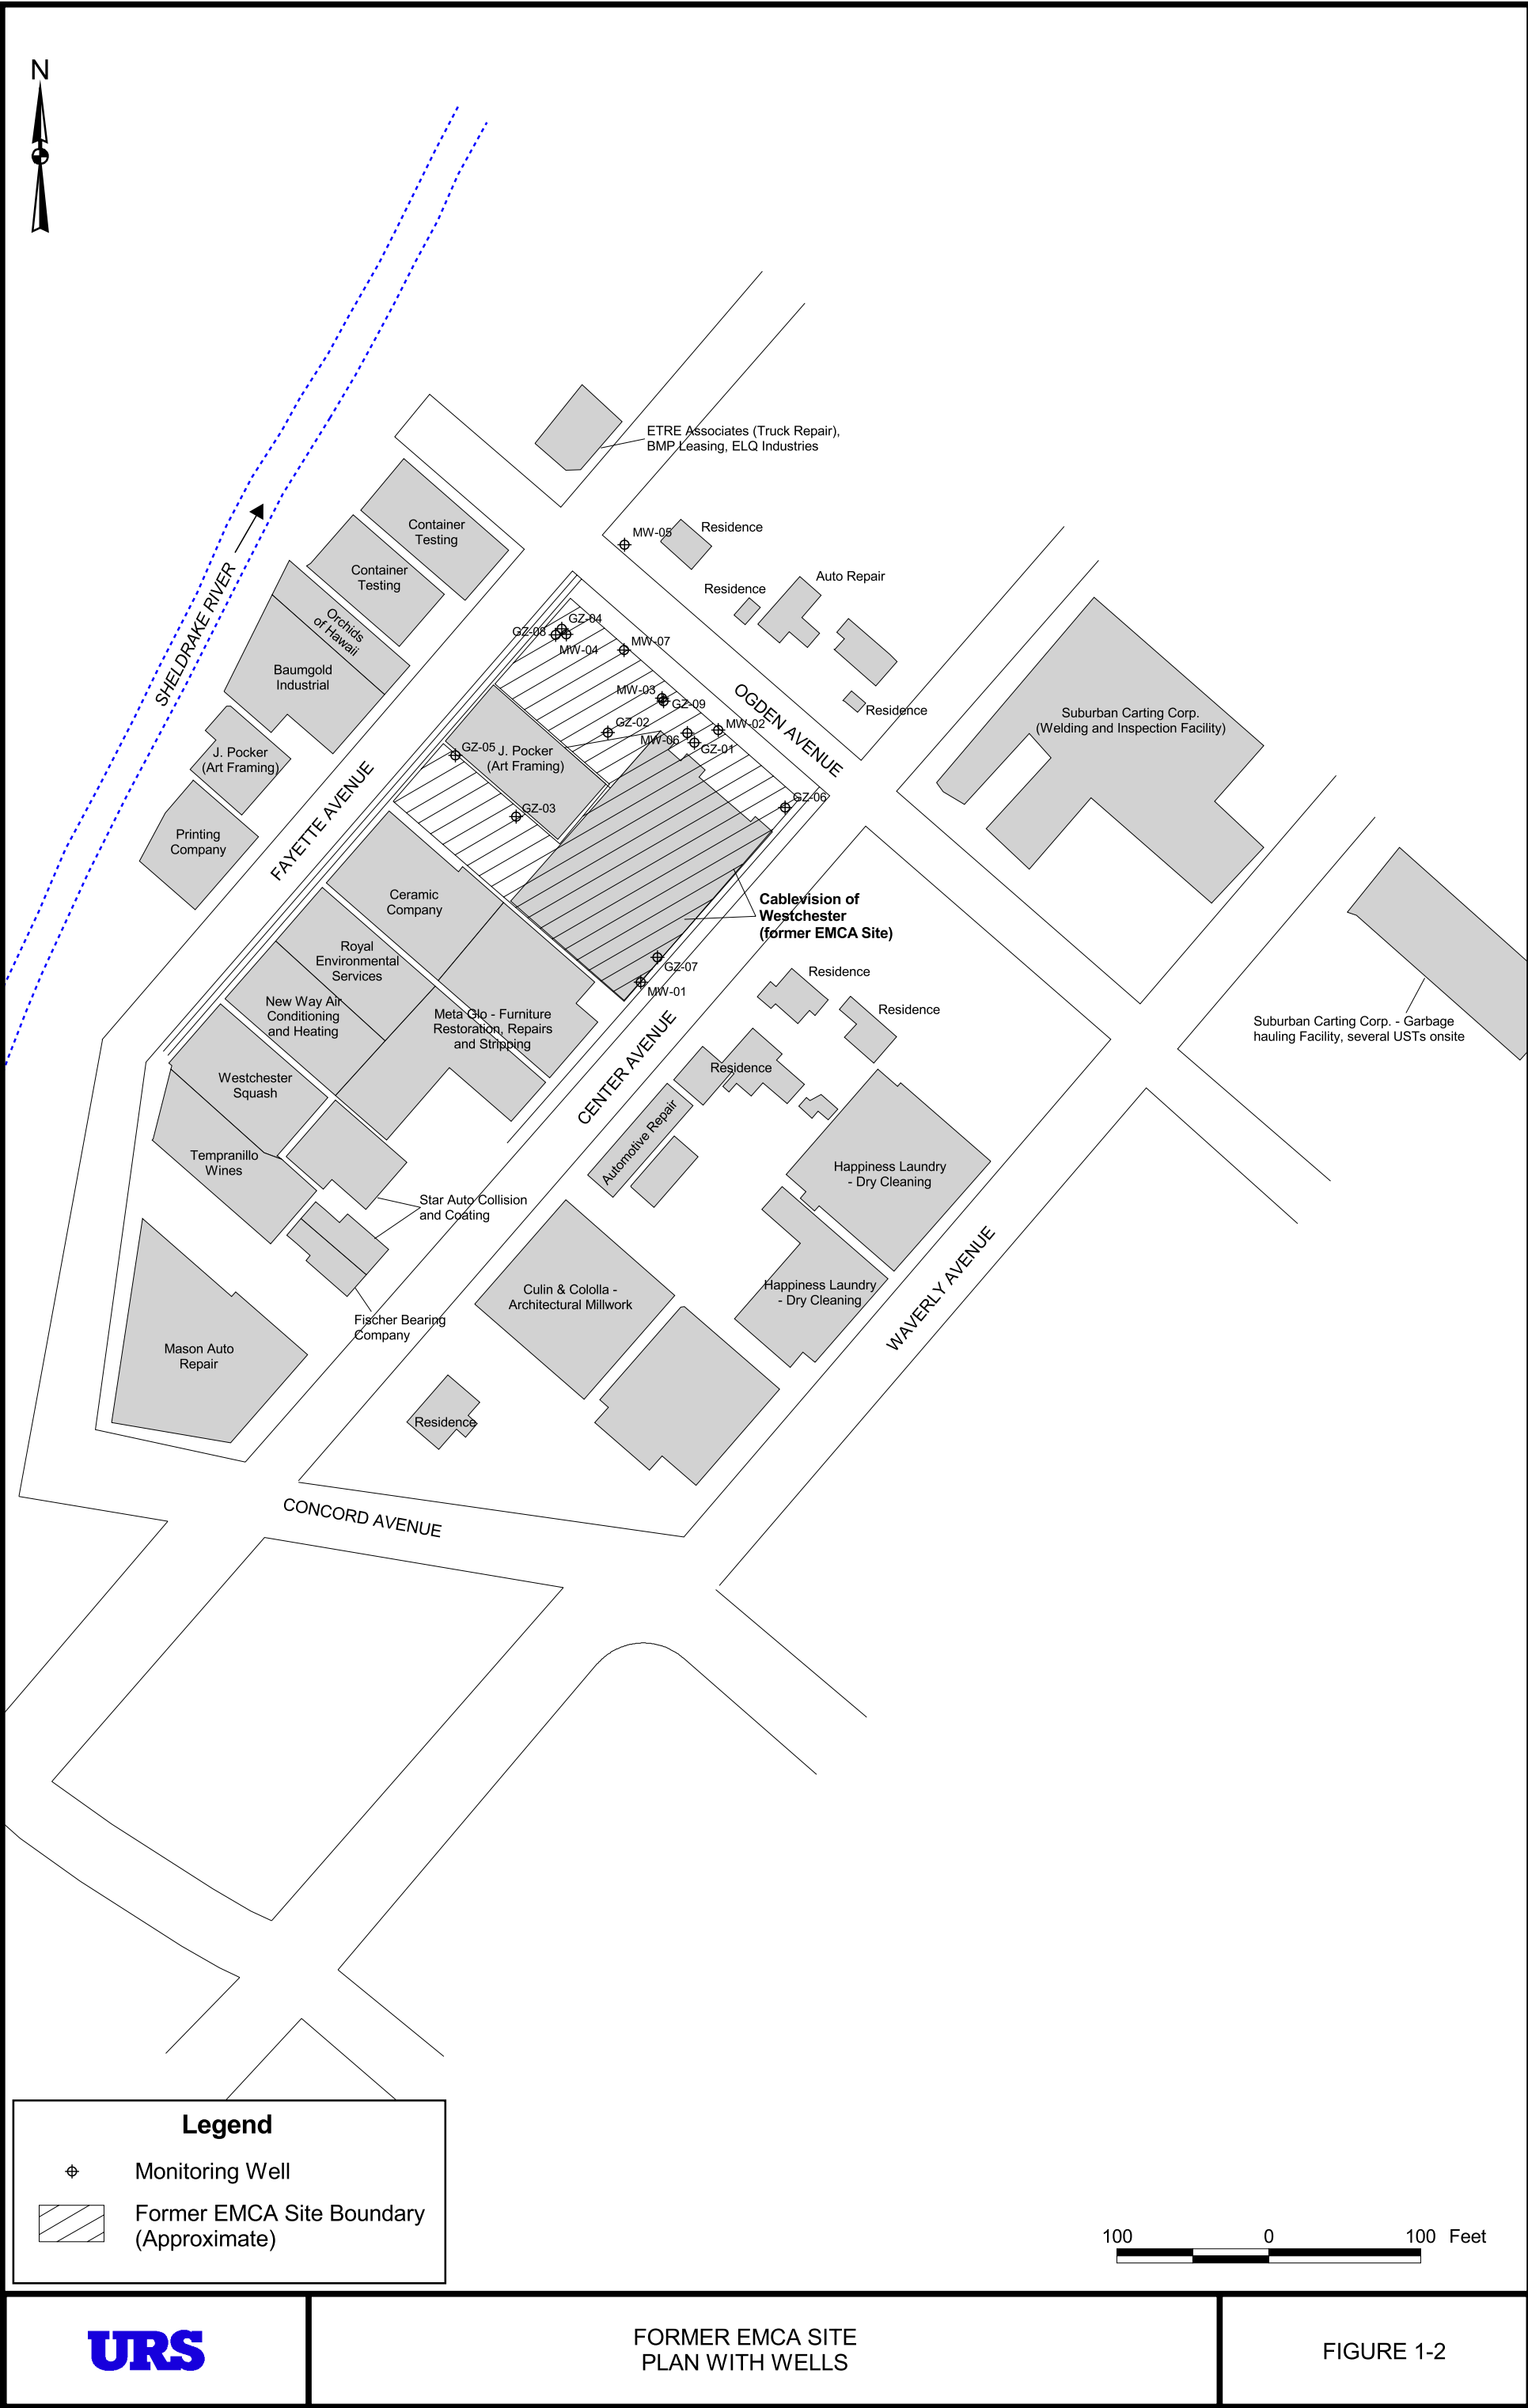 N
ETRE Associates (Truck Repair),
BMP Leasing, ELQ Industries
Container
Testing
MW-05
Residence
Container
Testing
Residence
Auto Repair
SHELDRAKE RIVER
Orchids
of Hawaii
GZ-04
GZ-08
MW-04
MW-07
Baumgold
Industrial
MW-03
GZ-09
OGDEN AVENUE
Residence
Suburban Carting Corp.
(Welding and Inspection Facility)
GZ-02
MW-02
MW-06
GZ-01
J. Pocker
(Art Framing)
GZ-05
J. Pocker
(Art Framing)
GZ-06
GZ-03
FAYETTE AVENUE
Printing
Company
Ceramic
Company
Cablevision of
Westchester
(former EMCA Site)
Royal
Environmental
Services
GZ-07
MW-01
Residence
Residence
New Way Air
Conditioning
and Heating
Meta Glo - Furniture
Restoration, Repairs
and Stripping
Suburban Carting Corp. - Garbage
hauling Facility, several USTs onsite
CENTER AVENUE
Residence
Westchester
Squash
Automotive Repair
Tempranillo
Wines
Happiness Laundry
- Dry Cleaning
Star Auto Collision
and Coating
Culin & Cololla -
Architectural Millwork
Happiness Laundry
- Dry Cleaning
WAVERLY AVENUE
Fischer Bearing
Company
Mason Auto
Repair
Residence
CONCORD AVENUE
Legend
Monitoring Well
Former EMCA Site Boundary
(Approximate)
100 0 100 Feet
URS
FORMER EMCA SITE
PLAN WITH WELLS
FIGURE 1-2